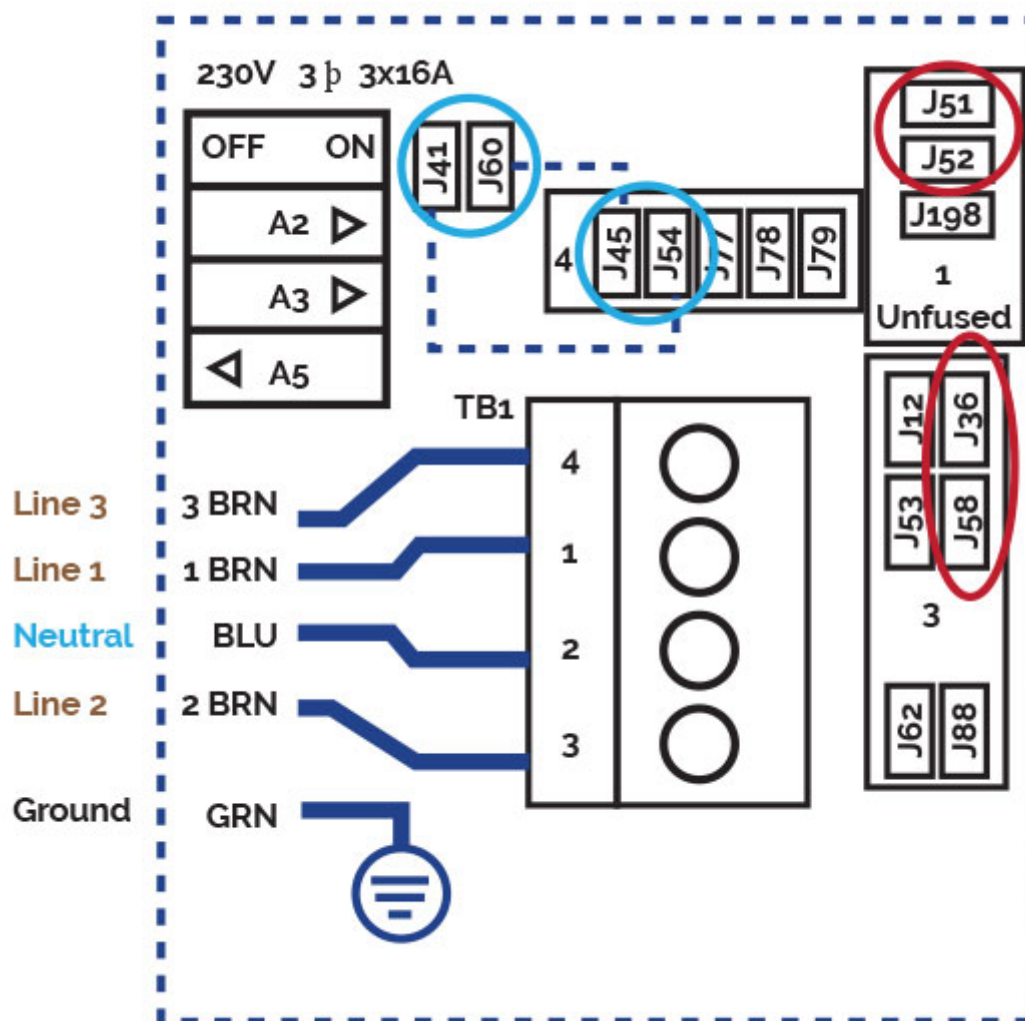 230V 3 þ 3x16A
OFF ON
A2
A3
A5
J41
J60
4
J45
J54
J77
J78
J79
J51
J52
J198
1
Unfused
J12
J36
J53
J58
3
J62
J88
TB1
4
1
2
3
Line 3 3 BRN
Line 1 1 BRN
Neutral BLU
Line 2 2 BRN
Ground GRN